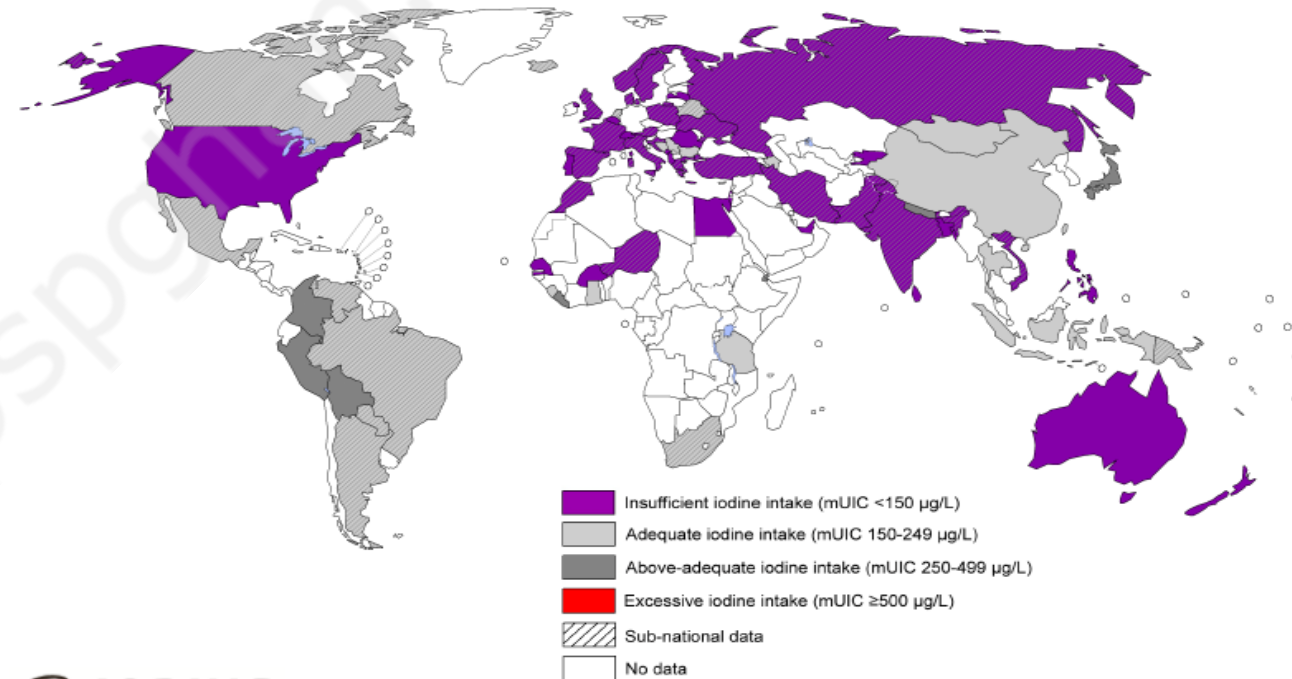 Insufficient iodine intake (mUIC <150 µg/L)
Adequate iodine intake (mUIC 150-249 µg/L)
Above-adequate iodine intake (mUIC 250-499 µg/L)
Excessive iodine intake (mUIC ≥500 µg/L)
Sub-national data
No data